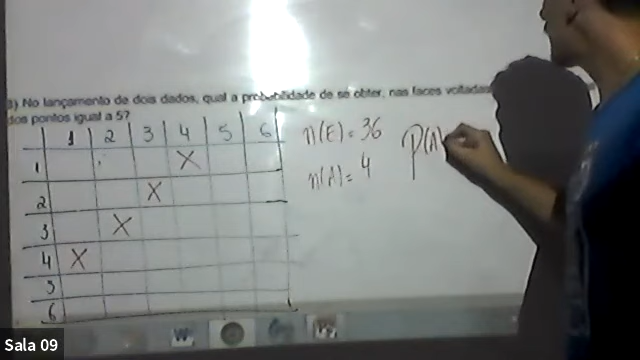 ) No lançamento de dois dados, qual a probabilidade de se obter, nas faces voltadas
dos pontos igual a 5?
1 2 3 4 5 6
1 X
2 X
3 X
4 X
5
6
n(E) = 36
n(A) = 4
P(A)
Sala 09